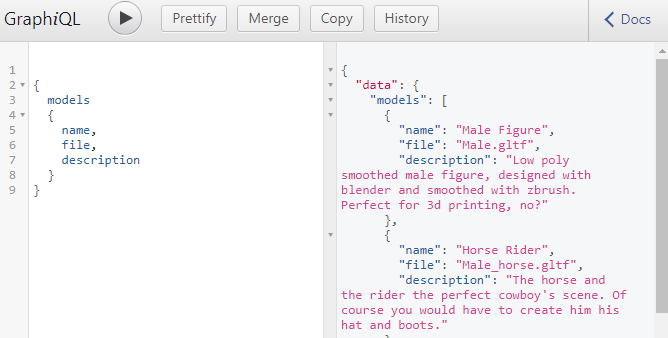 GraphiQL Prettify Merge Copy History Docs
1
2 {
3 models
4 {
5 name,
6 file,
7 description
8 }
9 }
{
"data": {
"models": [
{
"name": "Male Figure",
"file": "Male.gltf",
"description": "Low poly
smoothed male figure, designed with
blender and smoothed with zbrush.
Perfect for 3d printing, no?"
},
{
"name": "Horse Rider",
"file": "Male_horse.gltf",
"description": "The horse and
the rider the perfect cowboy's scene. Of
course you would have to create him his
hat and boots."
}